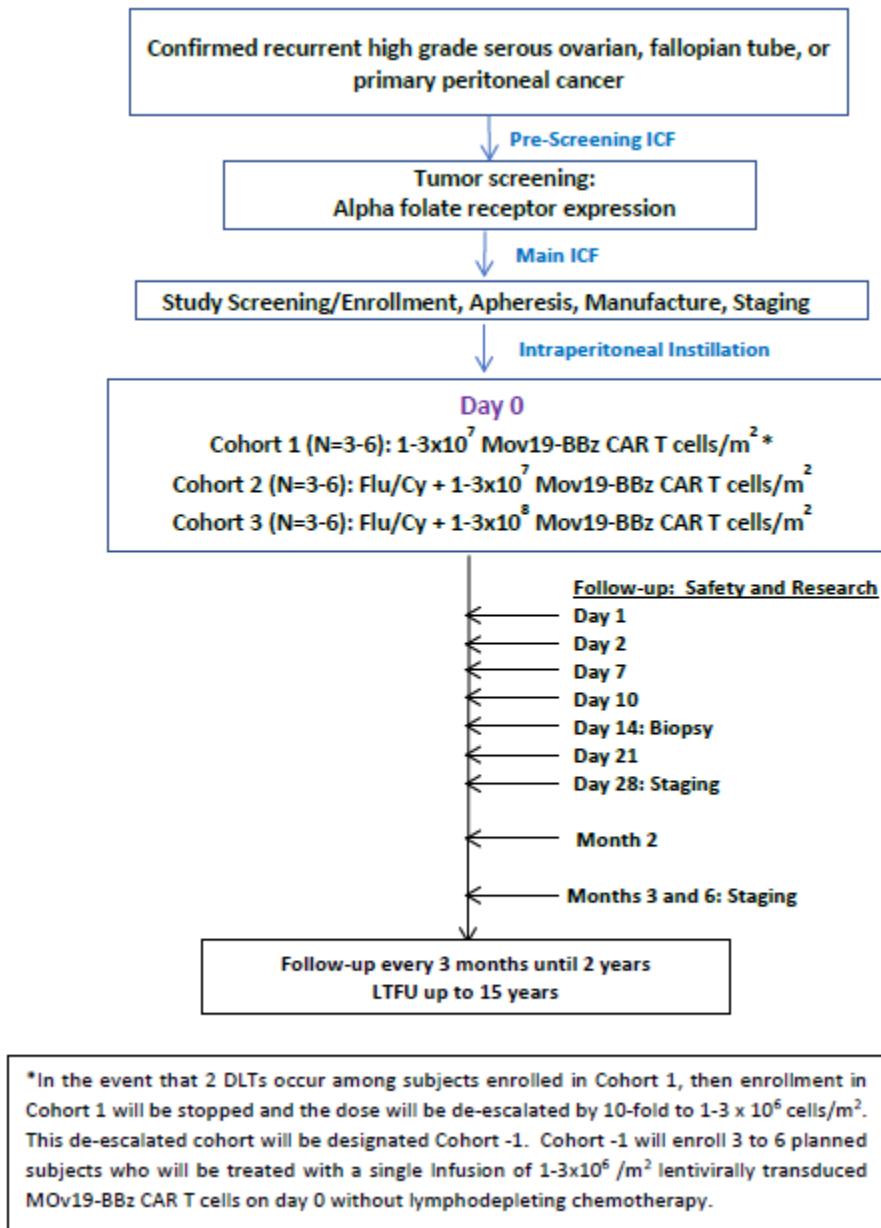 Confirmed recurrent high grade serous ovarian, fallopian tube, or
primary peritoneal cancer
Pre-Screening ICF
Tumor screening:
Alpha folate receptor expression
Main ICF
Study Screening/Enrollment, Apheresis, Manufacture, Staging
Intraperitoneal Instillation
Day 0
Cohort 1 (N=3-6): 1-3x10⁷ Mov19-BBz CAR T cells/m² *
Cohort 2 (N=3-6): Flu/Cy + 1-3x10⁷ Mov19-BBz CAR T cells/m²
Cohort 3 (N=3-6): Flu/Cy + 1-3x10⁸ Mov19-BBz CAR T cells/m²
Follow-up: Safety and Research
Day 1
Day 2
Day 7
Day 10
Day 14: Biopsy
Day 21
Day 28: Staging
Month 2
Months 3 and 6: Staging
Follow-up every 3 months until 2 years
LTFU up to 15 years
*In the event that 2 DLTs occur among subjects enrolled in Cohort 1, then enrollment in
Cohort 1 will be stopped and the dose will be de-escalated by 10-fold to 1-3 x 10⁶ cells/m².
This de-escalated cohort will be designated Cohort -1. Cohort -1 will enroll 3 to 6 planned
subjects who will be treated with a single Infusion of 1-3x10⁶ /m² lentivirally transduced
MOv19-BBz CAR T cells on day 0 without lymphodepleting chemotherapy.